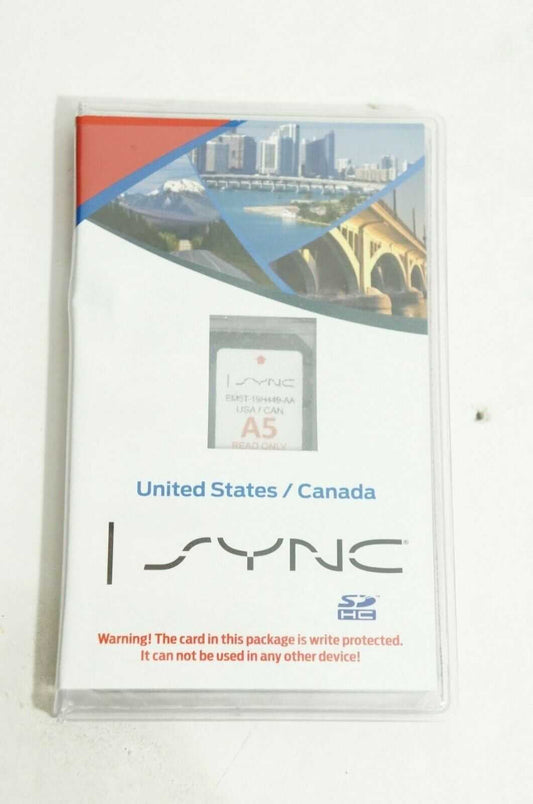 SYNC
EM5T-19H449-AA
USA / CAN
A5
READ ONLY
United States / Canada
SYNC®
SD™
HC
Warning! The card in this package is write protected.
It can not be used in any other device!